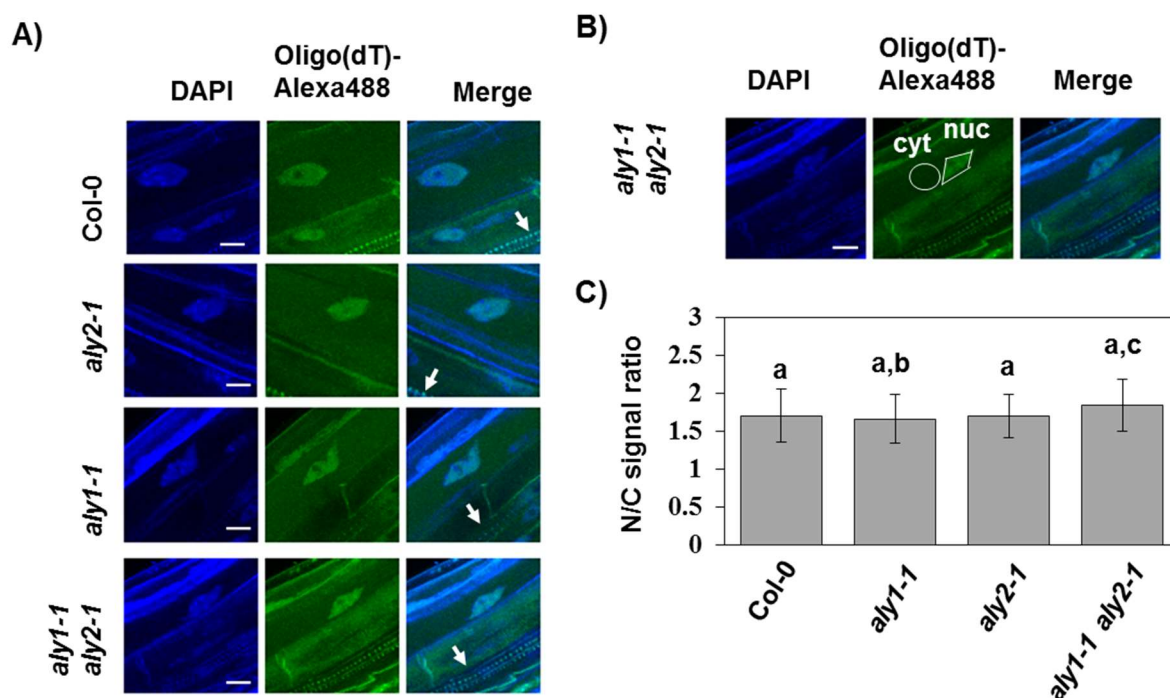 A)
DAPI
Oligo(dT)-
Alexa488
Merge
Col-0
aly2-1
aly1-1
aly1-1
aly2-1
B)
DAPI
Oligo(dT)-
Alexa488
Merge
aly1-1
aly2-1
cyt
nuc
C)
N/C signal ratio
3
2.5
2
1.5
1
0.5
0
a
a,b
a
a,c
Col-0
aly1-1
aly2-1
aly1-1 aly2-1